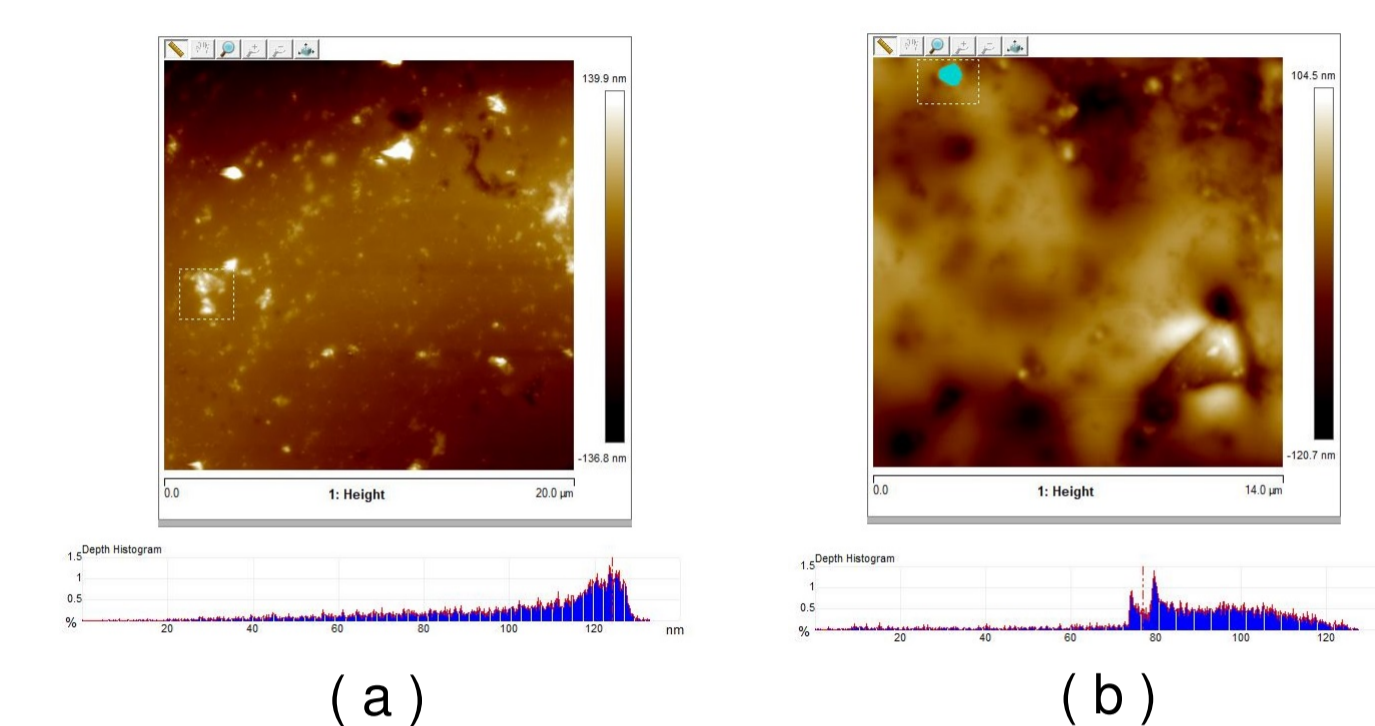 139.9 nm
-136.8 nm
0.0
1: Height
20.0 µm
Depth Histogram
1.5
1
0.5
%
20
40
60
80
100
120
nm
( a )
104.5 nm
-120.7 nm
0.0
1: Height
14.0 µm
Depth Histogram
1.5
1
0.5
%
20
40
60
80
100
120
( b )